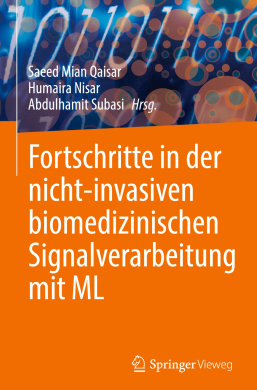 Saeed Mian Qaisar
Humaira Nisar
Abdulhamit Subasi Hrsg.
Fortschritte in der
nicht-invasiven
biomedizinischen
Signalverarbeitung
mit ML
Springer Vieweg